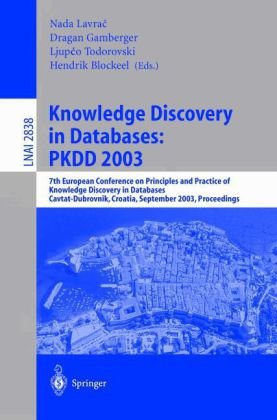 Nada Lavrač
Dragan Gamberger
Ljupčo Todorovski
Hendrik Blockeel (Eds.)
LNAI 2838
Knowledge Discovery
in Databases:
PKDD 2003
7th European Conference on Principles and Practice of
Knowledge Discovery in Databases
Cavtat-Dubrovnik, Croatia, September 2003, Proceedings
Springer